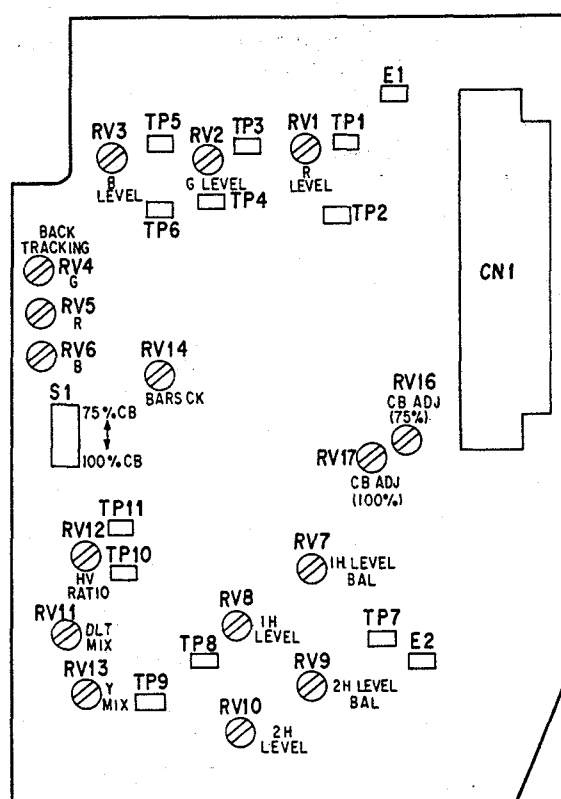 E1
RV3
TP5
RV2
TP3
RV1
TP1
B
LEVEL
G LEVEL
R
LEVEL
TP4
TP6
TP2
BACK
TRACKING
RV4
G
CN1
RV5
R
RV6
B
RV14
BARS CK
S1
75%CB
100%CB
RV16
CB ADJ
(75%)
RV17
CB ADJ
(100%)
TP11
RV12
TP10
HV
RATIO
RV7
1H LEVEL
BAL
RV11
DLT
MIX
RV8
1H
LEVEL
TP7
TP8
E2
RV13
Y
MIX
TP9
RV9
2H LEVEL
BAL
RV10
2H
LEVEL